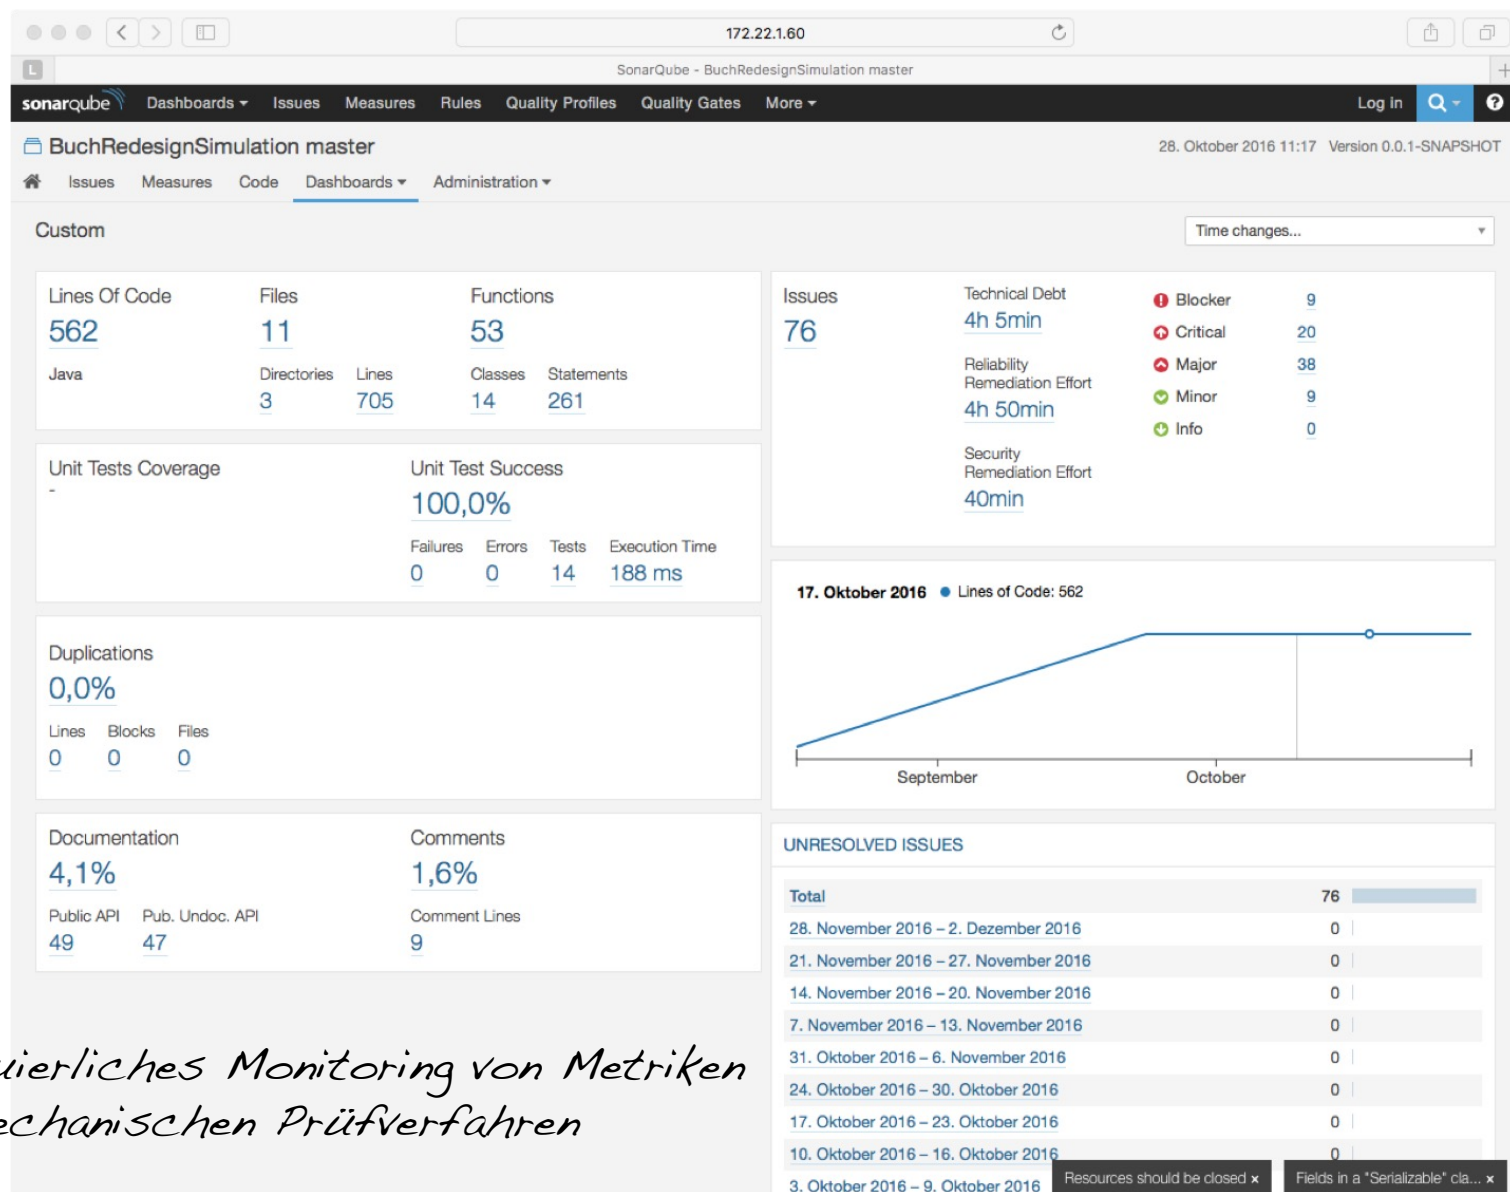 172.22.1.60
L
SonarQube - BuchRedesignSimulation master
+
sonarqube Dashboards Issues Measures Rules Quality Profiles Quality Gates More Log in ?
BuchRedesignSimulation master
28. Oktober 2016 11:17 Version 0.0.1-SNAPSHOT
Issues Measures Code Dashboards Administration
Custom
Time changes...
Lines Of Code Files Functions
562 11 53
Java Directories Lines Classes Statements
3 705 14 261
Unit Tests Coverage Unit Test Success
- 100,0%
Failures Errors Tests Execution Time
0 0 14 188 ms
Duplications
0,0%
Lines Blocks Files
0 0 0
Documentation Comments
4,1% 1,6%
Public API Pub. Undoc. API Comment Lines
49 47 9
Issues
76
Technical Debt
4h 5min
Reliability
Remediation Effort
4h 50min
Security
Remediation Effort
40min
Blocker 9
Critical 20
Major 38
Minor 9
Info 0
17. Oktober 2016 Lines of Code: 562
September October
UNRESOLVED ISSUES
Total 76
28. November 2016 – 2. Dezember 2016 0
21. November 2016 – 27. November 2016 0
14. November 2016 – 20. November 2016 0
7. November 2016 – 13. November 2016 0
31. Oktober 2016 – 6. November 2016 0
24. Oktober 2016 – 30. Oktober 2016 0
17. Oktober 2016 – 23. Oktober 2016 0
10. Oktober 2016 – 16. Oktober 2016 0
3. Oktober 2016 – 9. Oktober 2016
Resources should be closed x
Fields in a "Serializable" cla... x
uierliches Monitoring von Metriken
echanischen Prüfverfahren